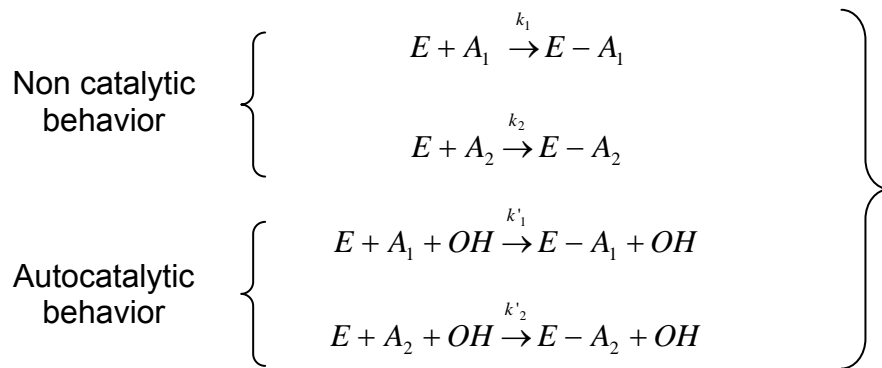 Non catalytic
behavior
E + A₁ →^{k₁} E − A₁
E + A₂ →^{k₂} E − A₂
Autocatalytic
behavior
E + A₁ + OH →^{k'₁} E − A₁ + OH
E + A₂ + OH →^{k'₂} E − A₂ + OH